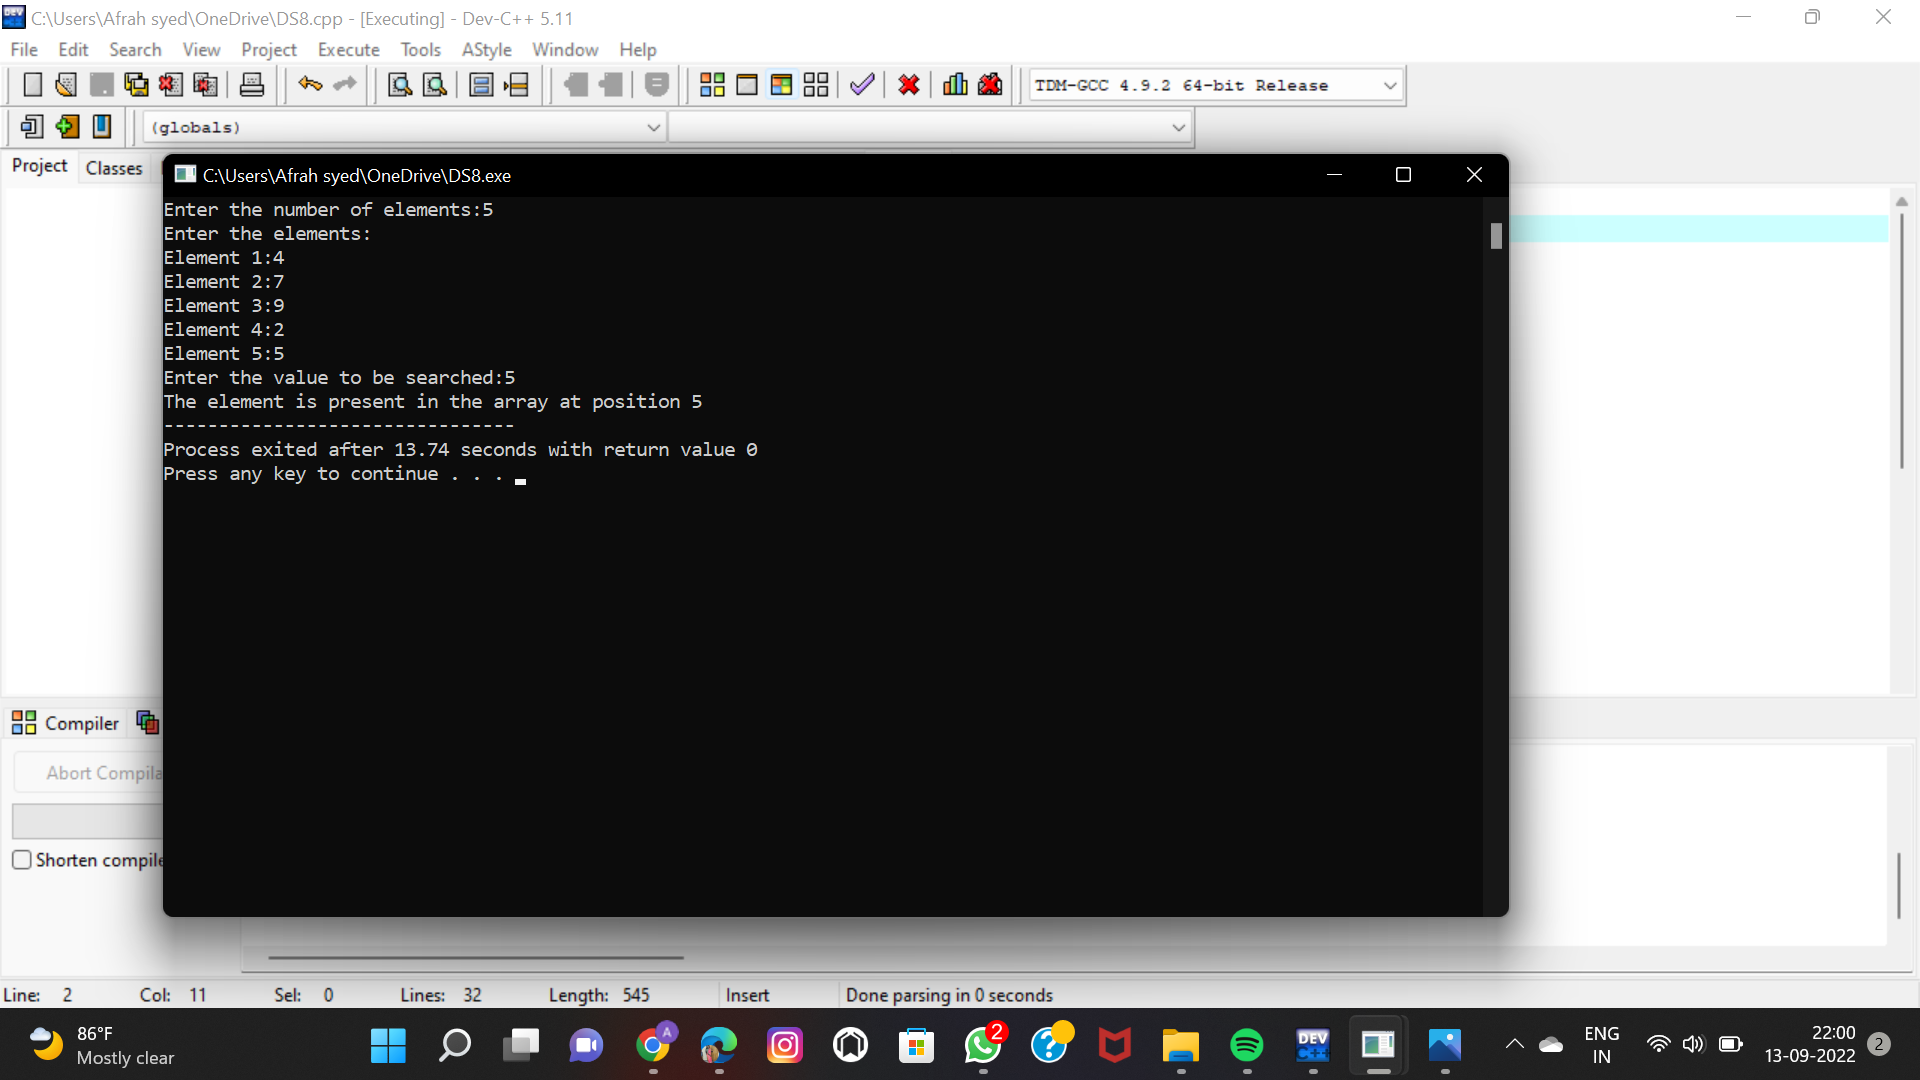 C:\Users\Afrah syed\OneDrive\DS8.cpp - [Executing] - Dev-C++ 5.11
File Edit Search View Project Execute Tools AStyle Window Help
TDM-GCC 4.9.2 64-bit Release
(globals)
Project Classes
C:\Users\Afrah syed\OneDrive\DS8.exe
Enter the number of elements:5
Enter the elements:
Element 1:4
Element 2:7
Element 3:9
Element 4:2
Element 5:5
Enter the value to be searched:5
The element is present in the array at position 5
--------------------------------
Process exited after 13.74 seconds with return value 0
Press any key to continue . . .
Compiler
Abort Compila
Shorten compile
Line: 2 Col: 11 Sel: 0 Lines: 32 Length: 545 Insert Done parsing in 0 seconds
86°F
Mostly clear
A
2
DEV
C++
ENG
IN
22:00
13-09-2022
2